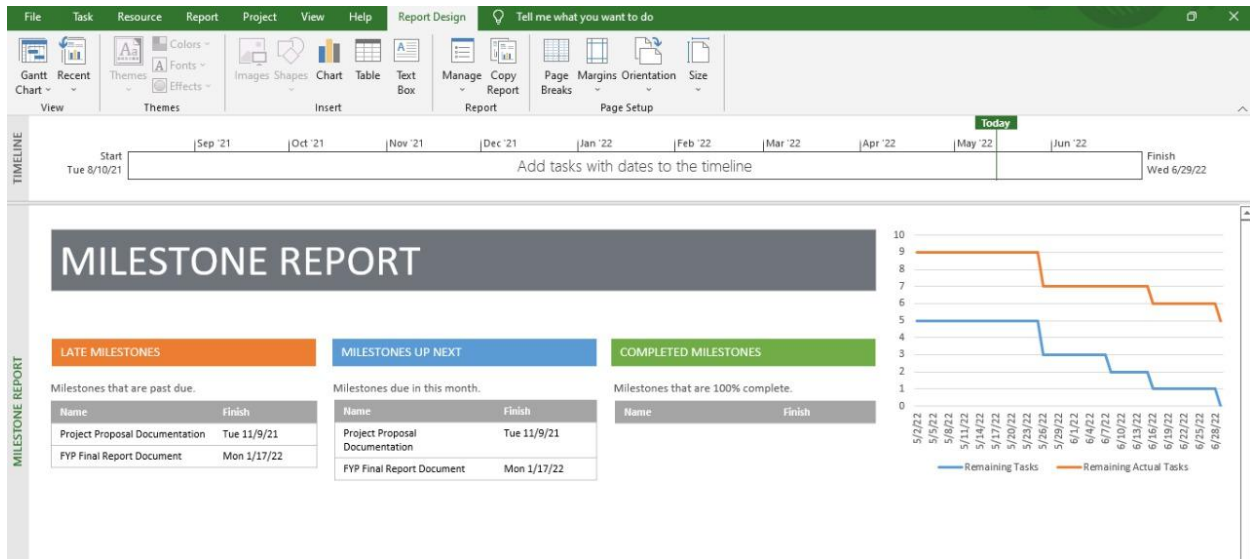 File Task Resource Report Project View Help Report Design Tell me what you want to do
Gantt Chart Recent Themes Colors Fonts Effects Images Shapes Chart Table Text Box Manage Copy Report Page Breaks Margins Orientation Size
View Themes Insert Report Page Setup
TIMELINE
Today
Sep '21 Oct '21 Nov '21 Dec '21 Jan '22 Feb '22 Mar '22 Apr '22 May '22 Jun '22
Start
Tue 8/10/21
Add tasks with dates to the timeline
Finish
Wed 6/29/22
MILESTONE REPORT
MILESTONE REPORT
LATE MILESTONES
Milestones that are past due.
Name Finish
Project Proposal Documentation Tue 11/9/21
FYP Final Report Document Mon 1/17/22
MILESTONES UP NEXT
Milestones due in this month.
Name Finish
Project Proposal Tue 11/9/21
Documentation
FYP Final Report Document Mon 1/17/22
COMPLETED MILESTONES
Milestones that are 100% complete.
Name Finish
10
9
8
7
6
5
4
3
2
1
0
5/2/22 5/5/22 5/8/22 5/11/22 5/14/22 5/17/22 5/20/22 5/23/22 5/26/22 5/29/22 6/1/22 6/4/22 6/7/22 6/10/22 6/13/22 6/16/22 6/19/22 6/22/22 6/25/22 6/28/22
Remaining Tasks Remaining Actual Tasks